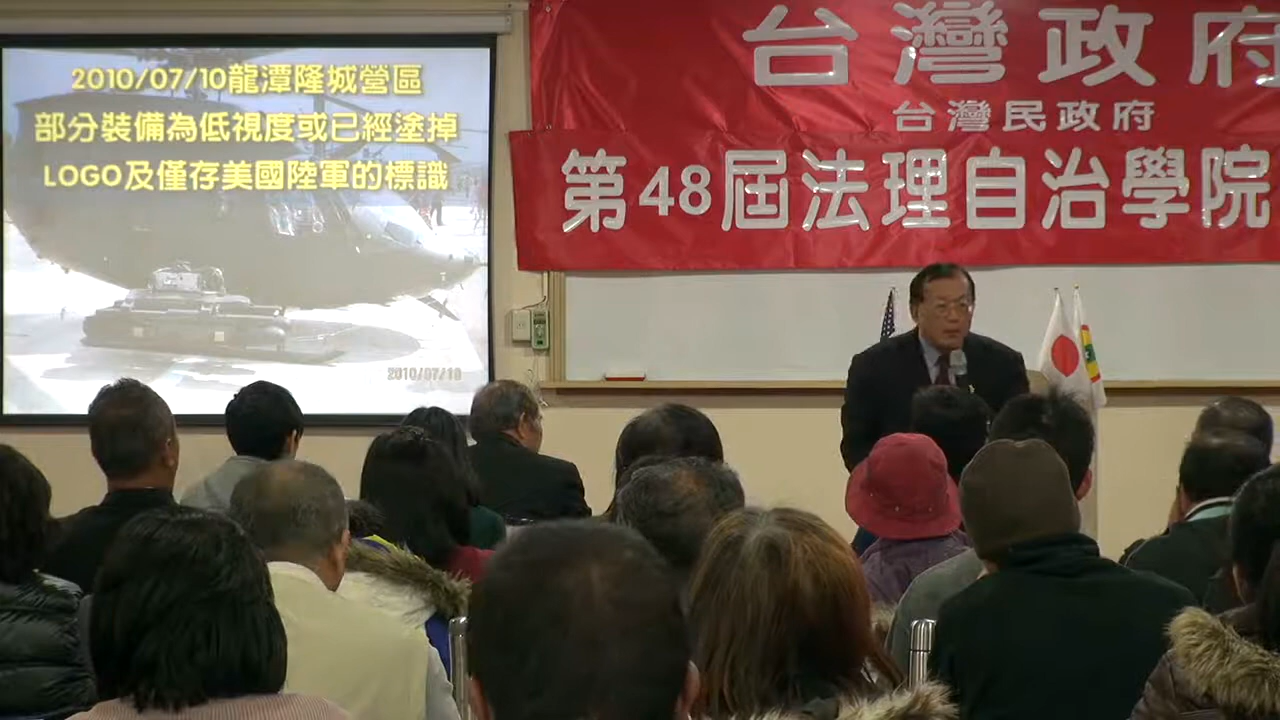 2010/07/10龍潭隆城營區
部分裝備為低視度或已經塗掉
LOGO及僅存美國陸軍的標識
2010/07/10
台灣政府
台灣民政府
第48屆法理自治學院